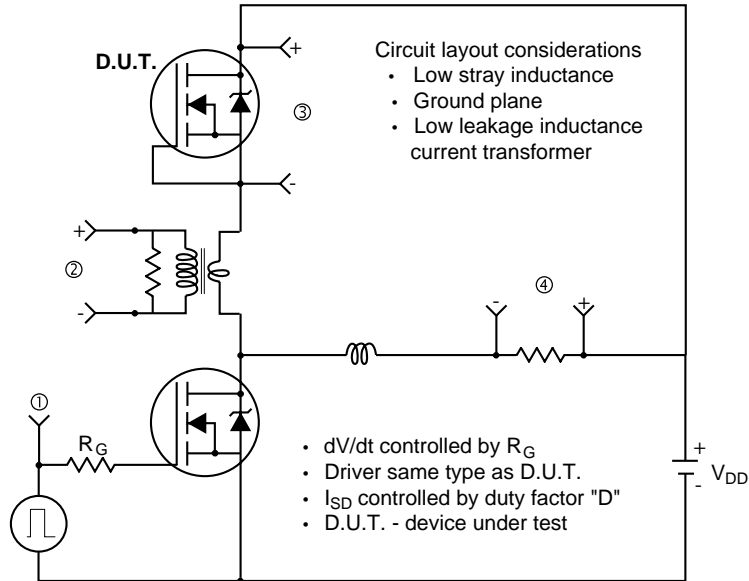 D.U.T.
+
③
-
Circuit layout considerations
• Low stray inductance
• Ground plane
• Low leakage inductance
current transformer
+
②
-
④
- +
①
R_G
• dV/dt controlled by R_G
• Driver same type as D.U.T.
• I_SD controlled by duty factor "D"
• D.U.T. - device under test
+
V_DD
-